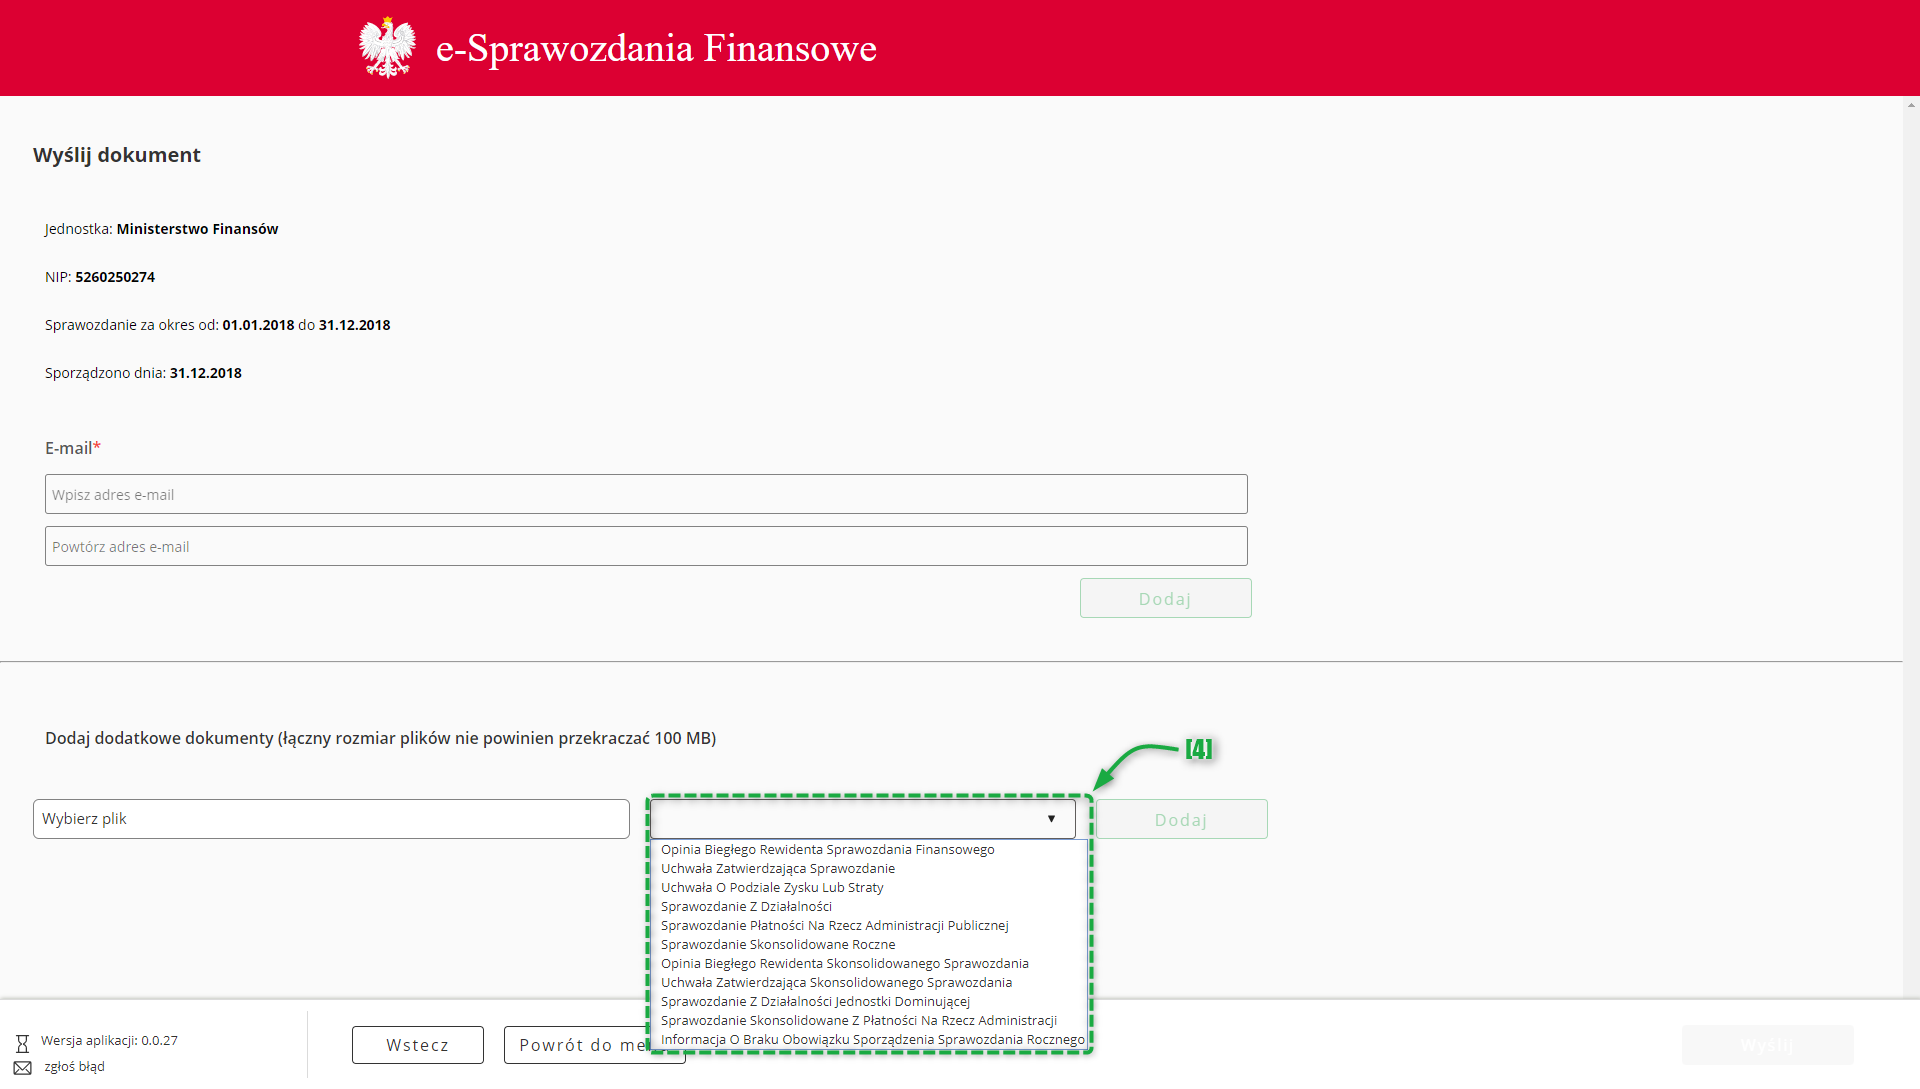 e-Sprawozdania Finansowe
Wyślij dokument
Jednostka: Ministerstwo Finansów
NIP: 5260250274
Sprawozdanie za okres od: 01.01.2018 do 31.12.2018
Sporządzono dnia: 31.12.2018
E-mail*
Wpisz adres e-mail
Powtórz adres e-mail
Dodaj
Dodaj dodatkowe dokumenty (łączny rozmiar plików nie powinien przekraczać 100 MB)
[4]
Wybierz plik
Dodaj
Opinia Biegłego Rewidenta Sprawozdania Finansowego
Uchwała Zatwierdzająca Sprawozdanie
Uchwała O Podziale Zysku Lub Straty
Sprawozdanie Z Działalności
Sprawozdanie Płatności Na Rzecz Administracji Publicznej
Sprawozdanie Skonsolidowane Roczne
Opinia Biegłego Rewidenta Skonsolidowanego Sprawozdania
Uchwała Zatwierdzająca Skonsolidowanego Sprawozdania
Sprawozdanie Z Działalności Jednostki Dominującej
Sprawozdanie Skonsolidowane Z Płatności Na Rzecz Administracji
Informacja O Braku Obowiązku Sporządzenia Sprawozdania Rocznego
Wersja aplikacji: 0.0.27
zgłoś błąd
Wstecz
Powrót do me
Wyślij